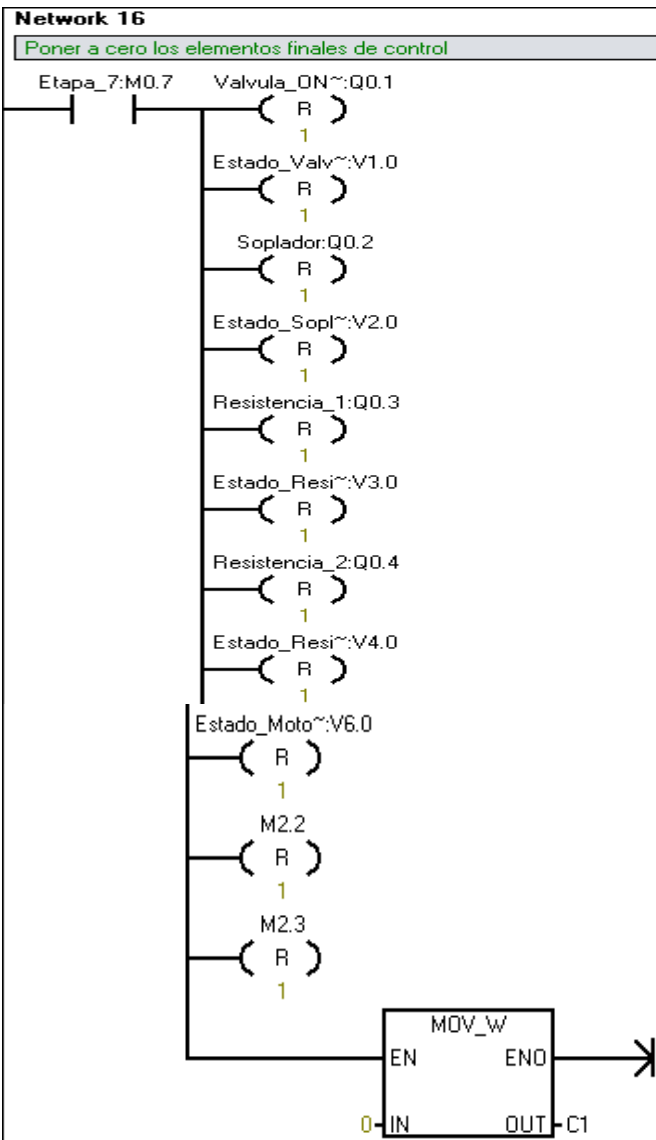 Network 16
Poner a cero los elementos finales de control
Etapa_7:M0.7 Valvula_ON~:Q0.1
R
1
Estado_Valv~:V1.0
R
1
Soplador:Q0.2
R
1
Estado_Sopl~:V2.0
R
1
Resistencia_1:Q0.3
R
1
Estado_Resi~:V3.0
R
1
Resistencia_2:Q0.4
R
1
Estado_Resi~:V4.0
R
1
Estado_Moto~:V6.0
R
1
M2.2
R
1
M2.3
R
1
MOV_W
EN ENO
0 IN OUT C1